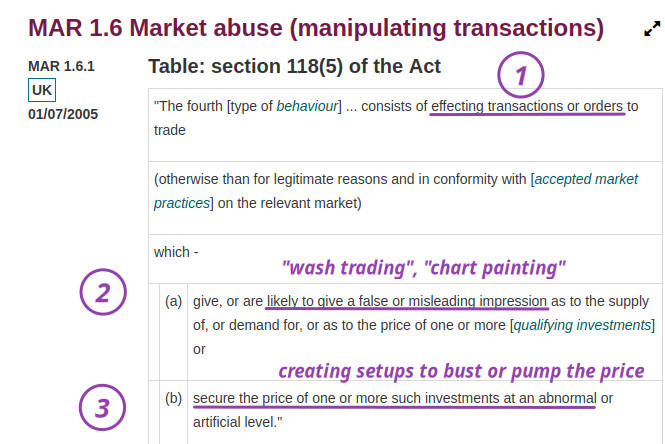 MAR 1.6 Market abuse (manipulating transactions)
MAR 1.6.1
Table: section 118(5) of the Act
1
UK
01/07/2005
"The fourth [type of behaviour] ... consists of effecting transactions or orders to
trade
(otherwise than for legitimate reasons and in conformity with [accepted market
practices] on the relevant market)
which -
"wash trading", "chart painting"
2
(a) give, or are likely to give a false or misleading impression as to the supply
of, or demand for, or as to the price of one or more [qualifying investments]
or
creating setups to bust or pump the price
3
(b) secure the price of one or more such investments at an abnormal or
artificial level."